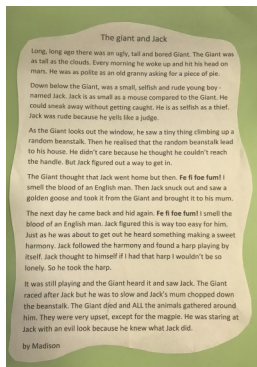 The giant and Jack
Long, long ago there was an ugly, tall and bored Giant. The Giant was
as tall as the clouds. Every morning he woke up and hit his head on
mars. He was as polite as an old granny asking for a piece of pie.
Down below the Giant, was a small, selfish and rude young boy -
named Jack. Jack is as small as a mouse compared to the Giant. He
could sneak away without getting caught. He is as selfish as a thief.
Jack was rude because he yells like a judge.
As the Giant looks out the window, he saw a tiny thing climbing up a
random beanstalk. Then he realised that the random beanstalk lead
to his house. He didn't care because he thought he couldn't reach
the handle. But Jack figured out a way to get in.
The Giant thought that Jack went home but then. Fe fi foe fum! I
smell the blood of an English man. Then Jack snuck out and saw a
golden goose and took it from the Giant and brought it to his mum.
The next day he came back and hid again. Fe fi foe fum! I smell the
blood of an English man. Jack figured this is way too easy for him.
Just as he was about to get out he heard something making a sweet
harmony. Jack followed the harmony and found a harp playing by
itself. Jack thought to himself if I had that harp I wouldn't be so
lonely. So he took the harp.
It was still playing and the Giant heard it and saw Jack. The Giant
raced after Jack but he was to slow and Jack's mum chopped down
the beanstalk. The Giant died and ALL the animals gathered around
him. They were very upset, except for the magpie. He was staring at
Jack with an evil look because he knew what Jack did.
by Madison